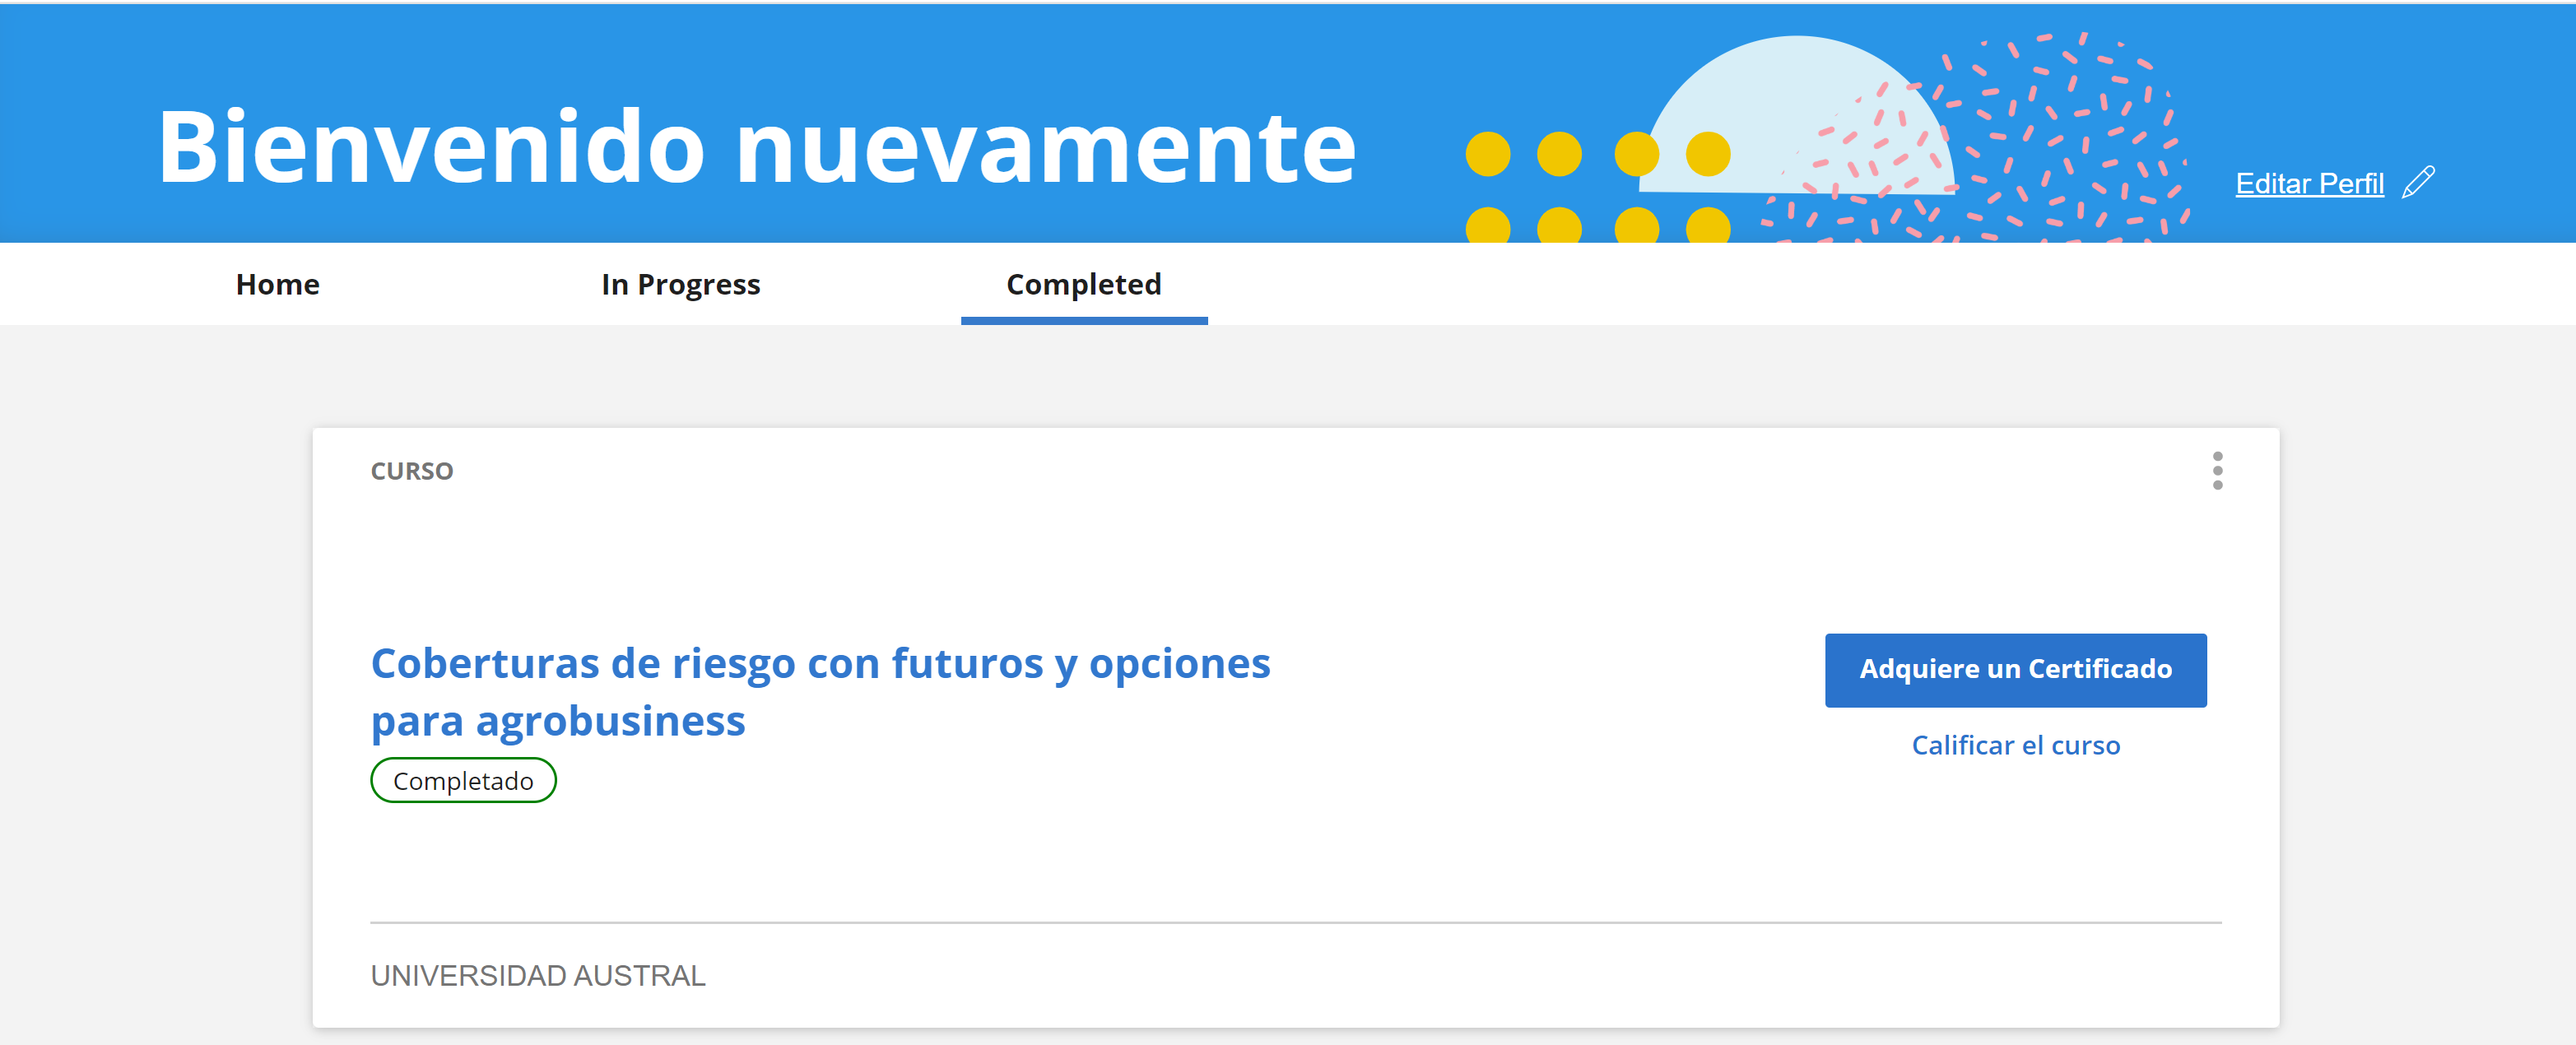 Bienvenido nuevamente
Editar Perfil
Home
In Progress
Completed
CURSO
Coberturas de riesgo con futuros y opciones
para agrobusiness
Completado
Adquiere un Certificado
Calificar el curso
UNIVERSIDAD AUSTRAL